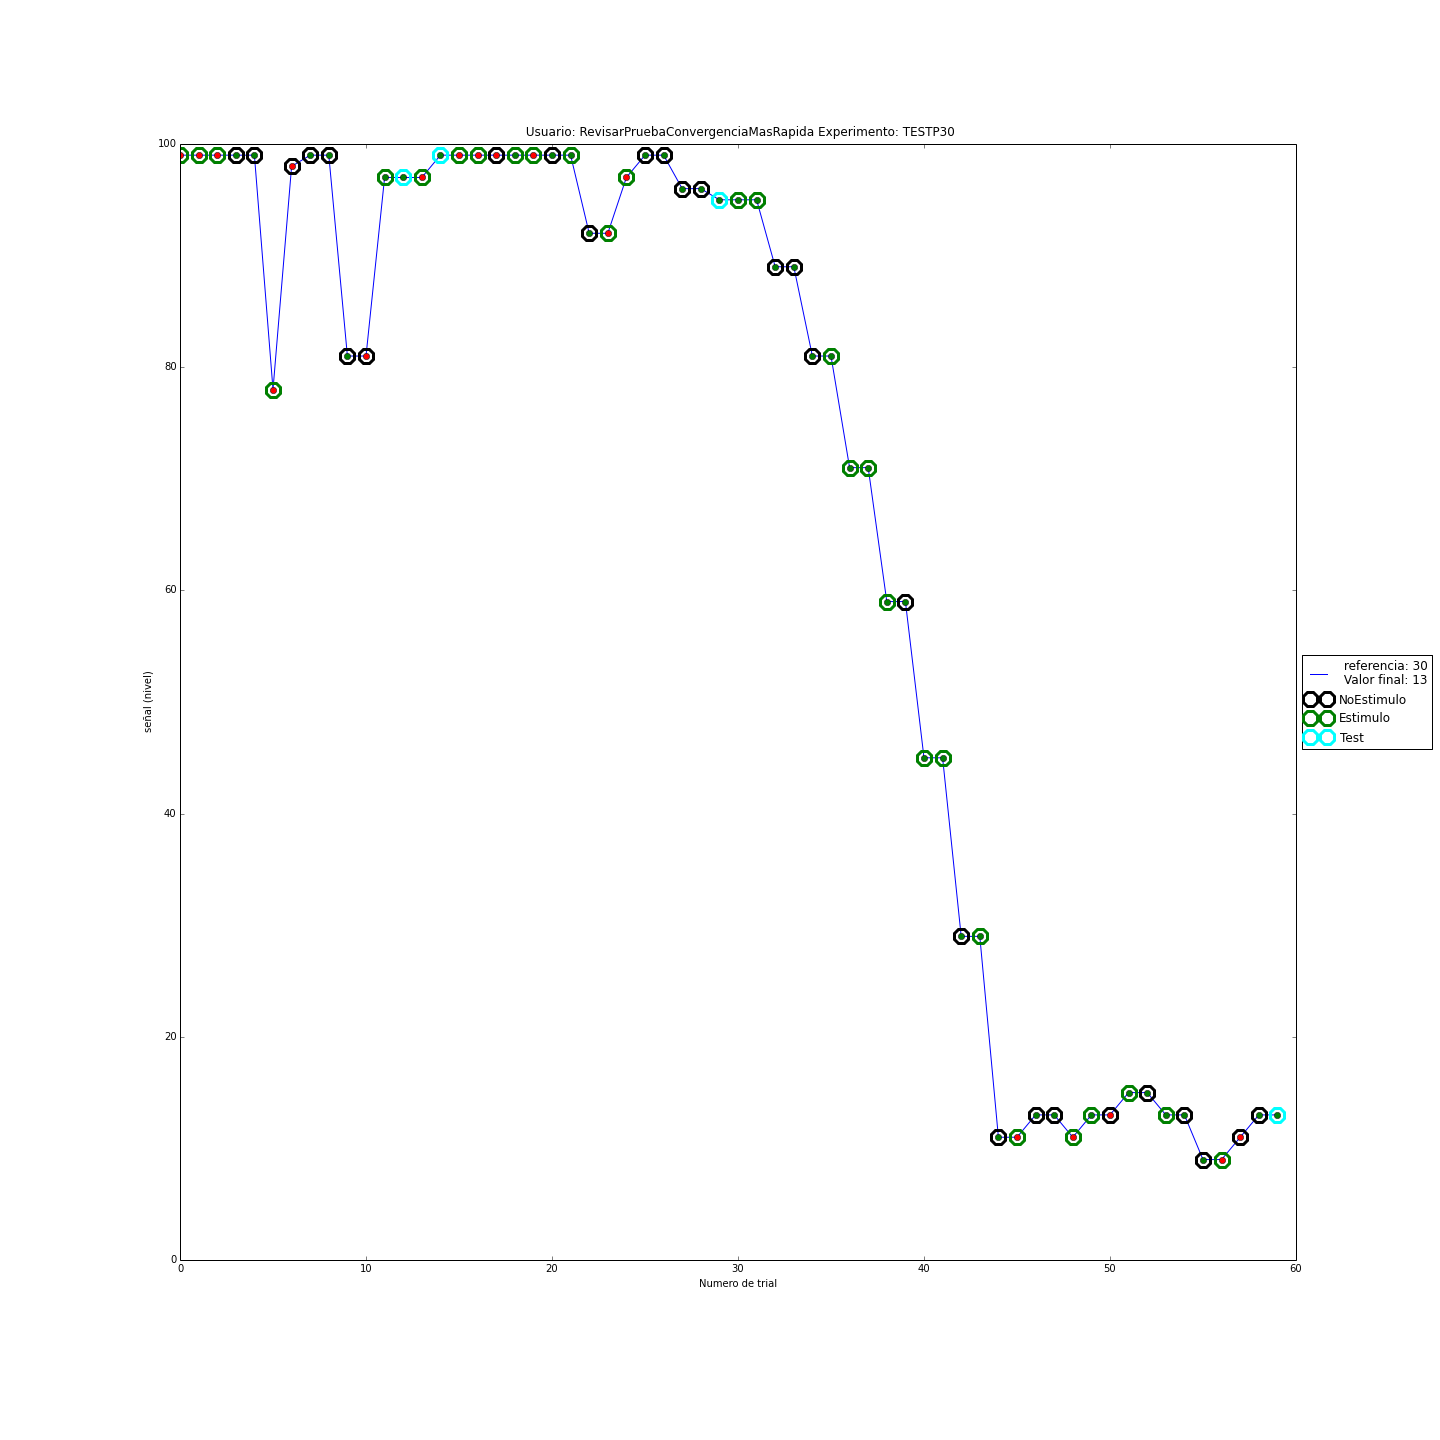 Usuario: RevisarPruebaConvergenciaMasRapida Experimento: TESTP30
100
80
60
40
20
0
señal (nivel)
0 10 20 30 40 50 60
Numero de trial
referencia: 30
Valor final: 13
NoEstimulo
Estimulo
Test